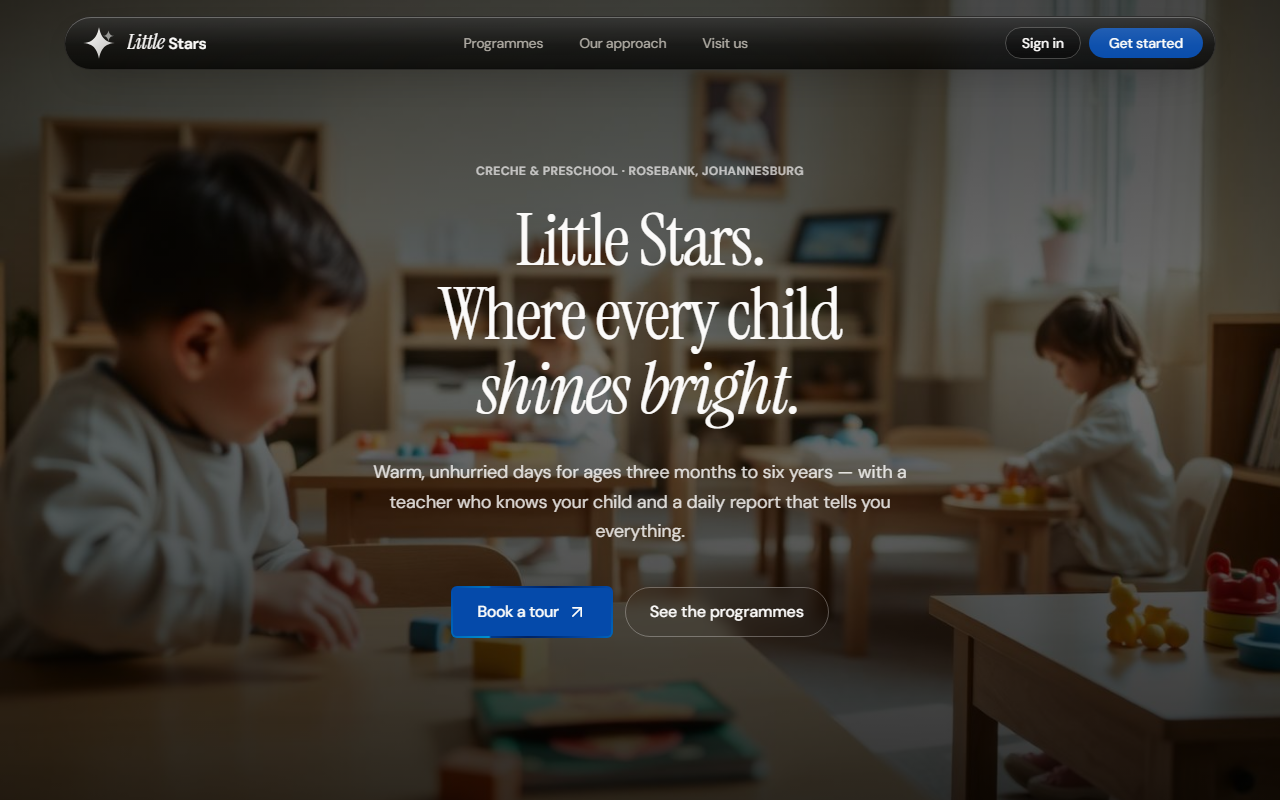 Little Stars
Programmes
Our approach
Visit us
Sign in
Get started
CRECHE & PRESCHOOL · ROSEBANK, JOHANNESBURG
Little Stars.
Where every child
shines bright.
Warm, unhurried days for ages three months to six years — with a
teacher who knows your child and a daily report that tells you
everything.
Book a tour
See the programmes